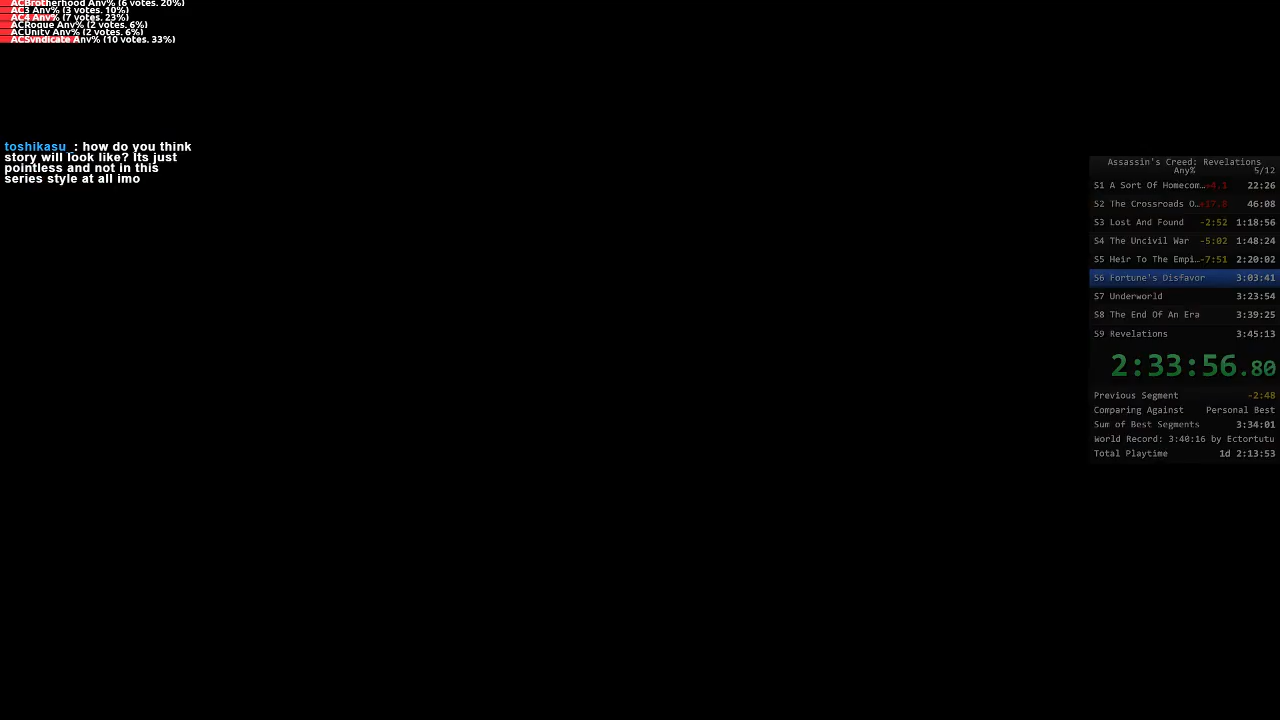 ACBrotherhood Any% (6 votes, 20%)
AC3 Any% (3 votes, 10%)
AC4 Any% (7 votes, 23%)
ACRogue Any% (2 votes, 6%)
ACUnity Any% (2 votes, 6%)
ACSyndicate Any% (10 votes, 33%)
toshikasu_: how do you think
story will look like? Its just
pointless and not in this
series style at all imo
Assassin's Creed: Revelations
Any% 5/12
S1 A Sort Of Homecom… +4.1 22:26
S2 The Crossroads O… +17.8 46:08
S3 Lost And Found -2:52 1:18:56
S4 The Uncivil War -5:02 1:48:24
S5 Heir To The Empi… -7:51 2:20:02
S6 Fortune's Disfavor 3:03:41
S7 Underworld 3:23:54
S8 The End Of An Era 3:39:25
S9 Revelations 3:45:13
2:33:56.80
Previous Segment -2:48
Comparing Against Personal Best
Sum of Best Segments 3:34:01
World Record: 3:40:16 by Ectortutu
Total Playtime 1d 2:13:53